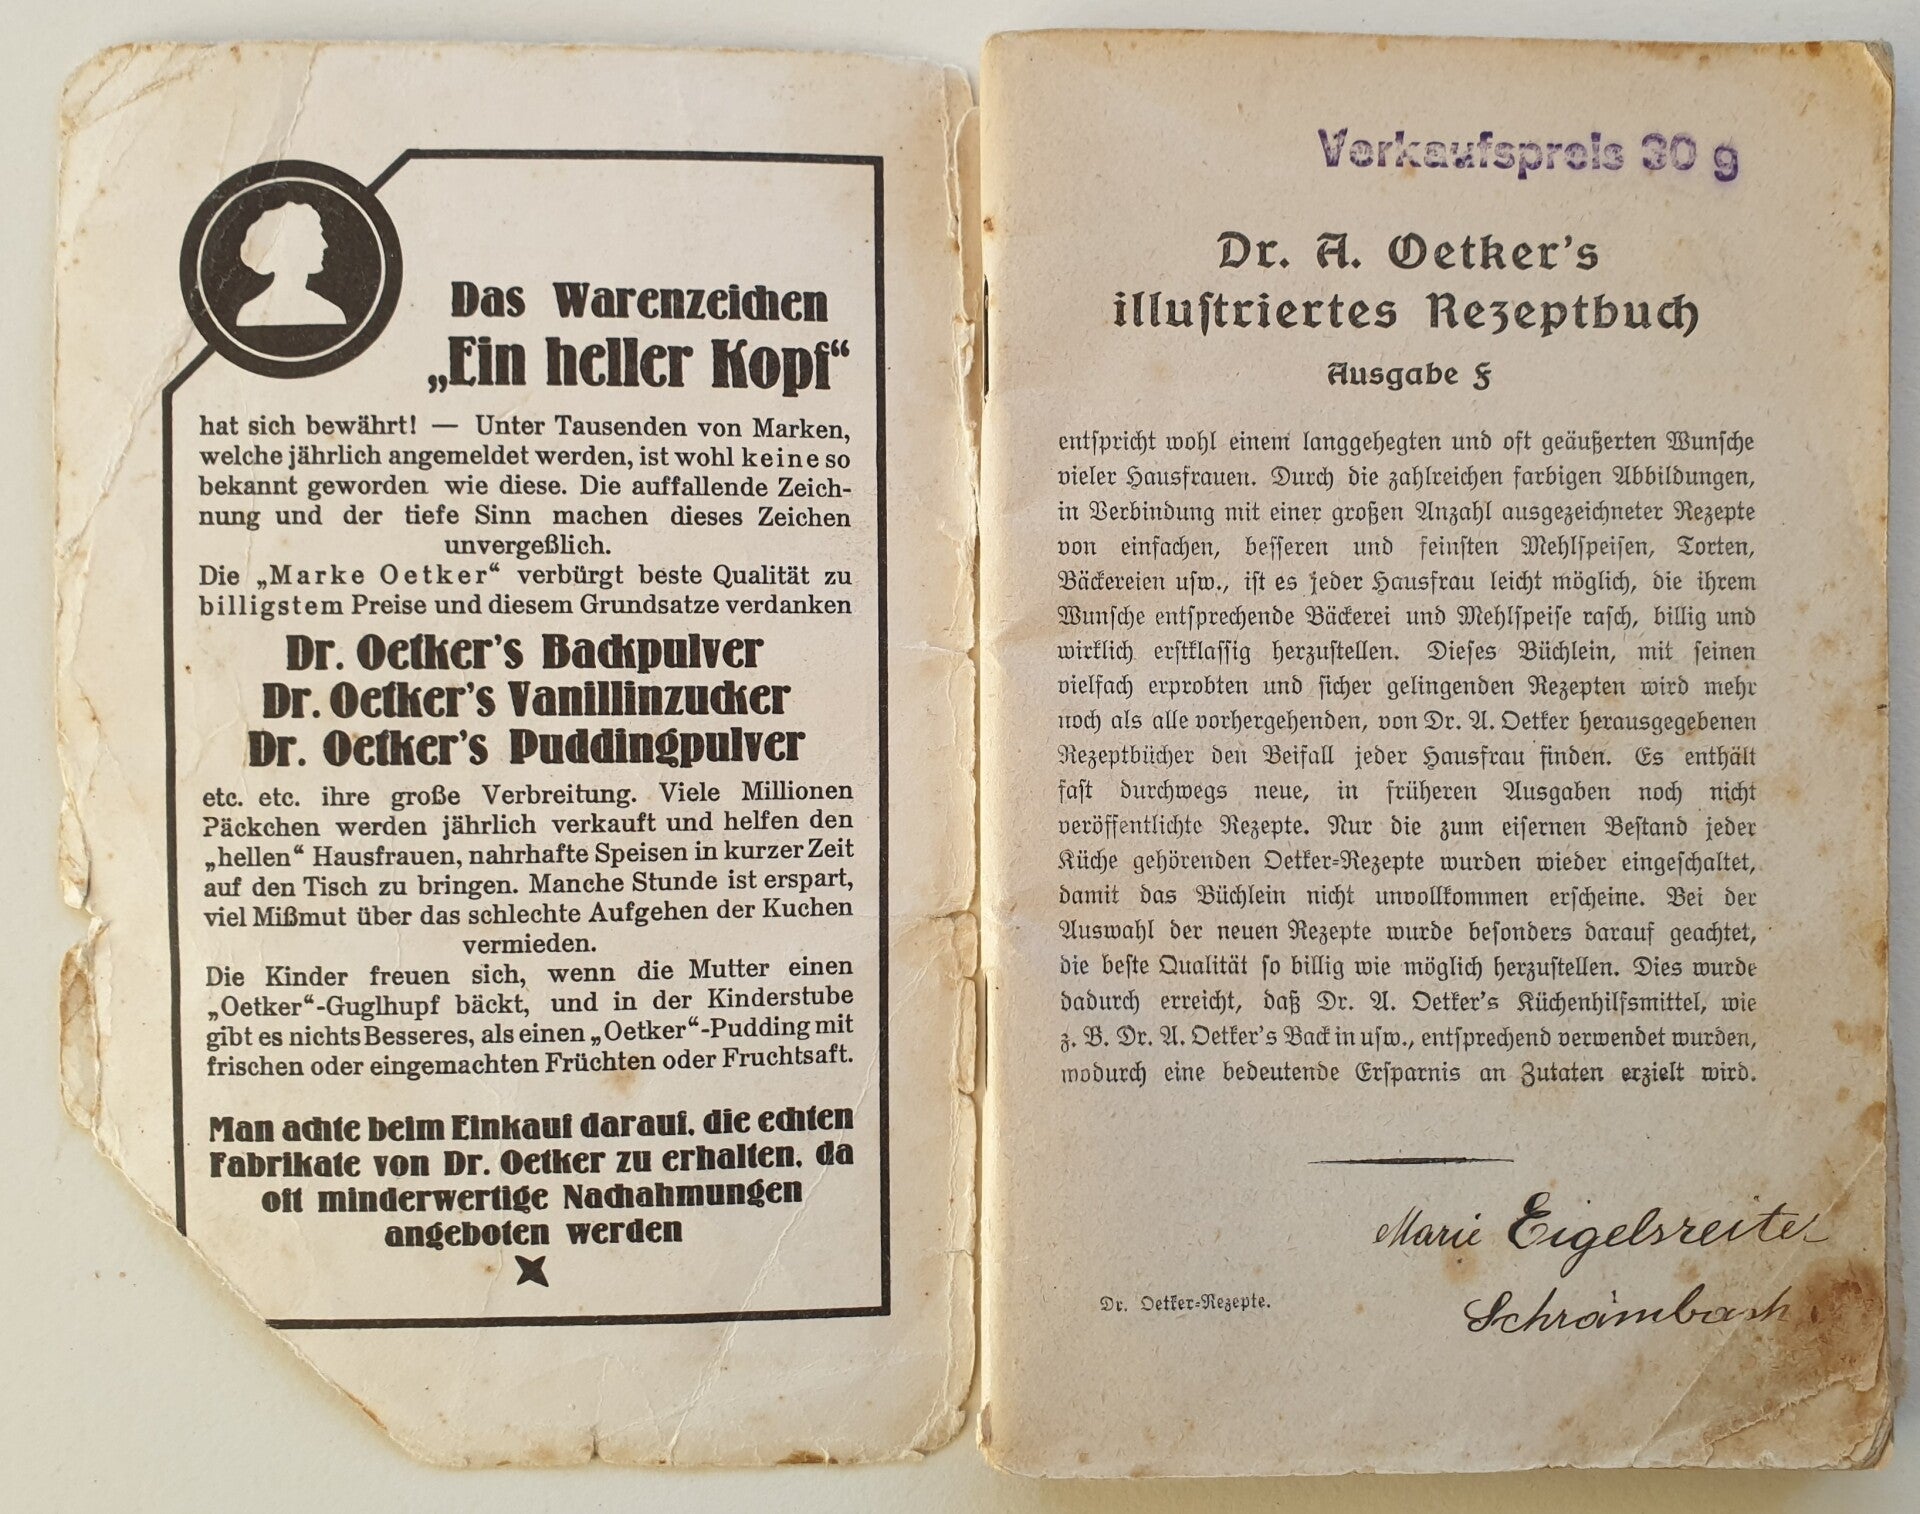 Das Warenzeichen
„Ein heller Kopf“
hat sich bewährt! — Unter Tausenden von Marken,
welche jährlich angemeldet werden, ist wohl keine so
bekannt geworden wie diese. Die auffallende Zeich-
nung und der tiefe Sinn machen dieses Zeichen
unvergeßlich.
Die „Marke Oetker“ verbürgt beste Qualität zu
billigstem Preise und diesem Grundsatze verdanken
Dr. Oetker's Backpulver
Dr. Oetker's Vanillinzucker
Dr. Oetker's Puddingpulver
etc. etc. ihre große Verbreitung. Viele Millionen
Päckchen werden jährlich verkauft und helfen den
„hellen“ Hausfrauen, nahrhafte Speisen in kurzer Zeit
auf den Tisch zu bringen. Manche Stunde ist erspart,
viel Mißmut über das schlechte Aufgehen der Kuchen
vermieden.
Die Kinder freuen sich, wenn die Mutter einen
„Oetker“-Guglhupf bäckt, und in der Kinderstube
gibt es nichts Besseres, als einen „Oetker“-Pudding mit
frischen oder eingemachten Früchten oder Fruchtsaft.
Man achte beim Einkauf darauf, die echten
Fabrikate von Dr. Oetker zu erhalten, da
oft minderwertige Nachahmungen
angeboten werden
Verkaufspreis 30 g
Dr. A. Oetker's
illuſtriertes Rezeptbuch
Ausgabe F
entſpricht wohl einem langgehegten und oft geäußerten Wunſche
vieler Hausfrauen. Durch die zahlreichen farbigen Abbildungen,
in Verbindung mit einer großen Anzahl ausgezeichneter Rezepte
von einfachen, beſſeren und feinſten Mehlſpeiſen, Torten,
Bäckereien uſw., iſt es jeder Hausfrau leicht möglich, die ihrem
Wunſche entſprechende Bäckerei und Mehlſpeiſe raſch, billig und
wirklich erſtklaſſig herzuſtellen. Dieſes Büchlein, mit ſeinen
vielfach erprobten und ſicher gelingenden Rezepten wird mehr
noch als alle vorhergehenden, von Dr. A. Oetker herausgegebenen
Rezeptbücher den Beifall jeder Hausfrau finden. Es enthält
faſt durchwegs neue, in früheren Ausgaben noch nicht
veröffentlichte Rezepte. Nur die zum eiſernen Beſtand jeder
Küche gehörenden Oetker-Rezepte wurden wieder eingeſchaltet,
damit das Büchlein nicht unvollkommen erſcheine. Bei der
Auswahl der neuen Rezepte wurde beſonders darauf geachtet,
die beſte Qualität ſo billig wie möglich herzuſtellen. Dies wurde
dadurch erreicht, daß Dr. A. Oetker's Küchenhilfsmittel, wie
z. B. Dr. A. Oetker's Backin uſw., entſprechend verwendet wurden,
wodurch eine bedeutende Erſparnis an Zutaten erzielt wird.
Marie Eigelsreiter
Schrambach
Dr. Oetker-Rezepte.